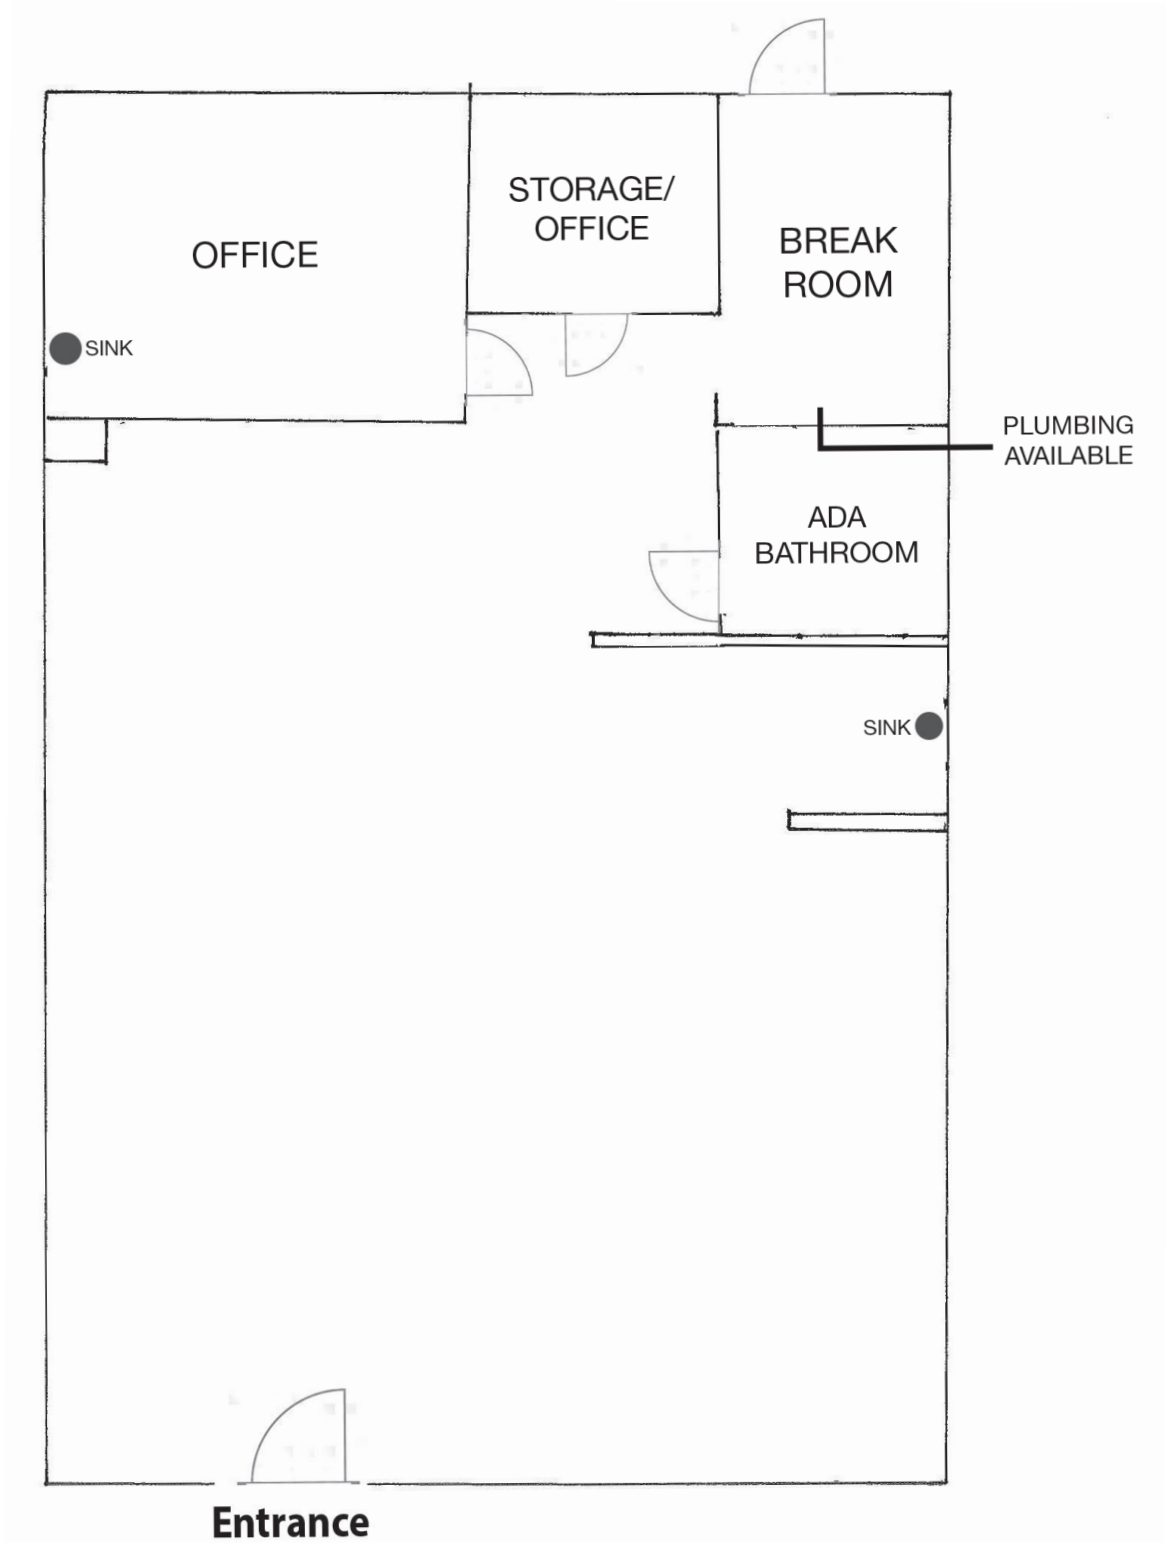 STORAGE/
OFFICE
OFFICE
BREAK
ROOM
SINK
PLUMBING
AVAILABLE
ADA
BATHROOM
SINK
Entrance